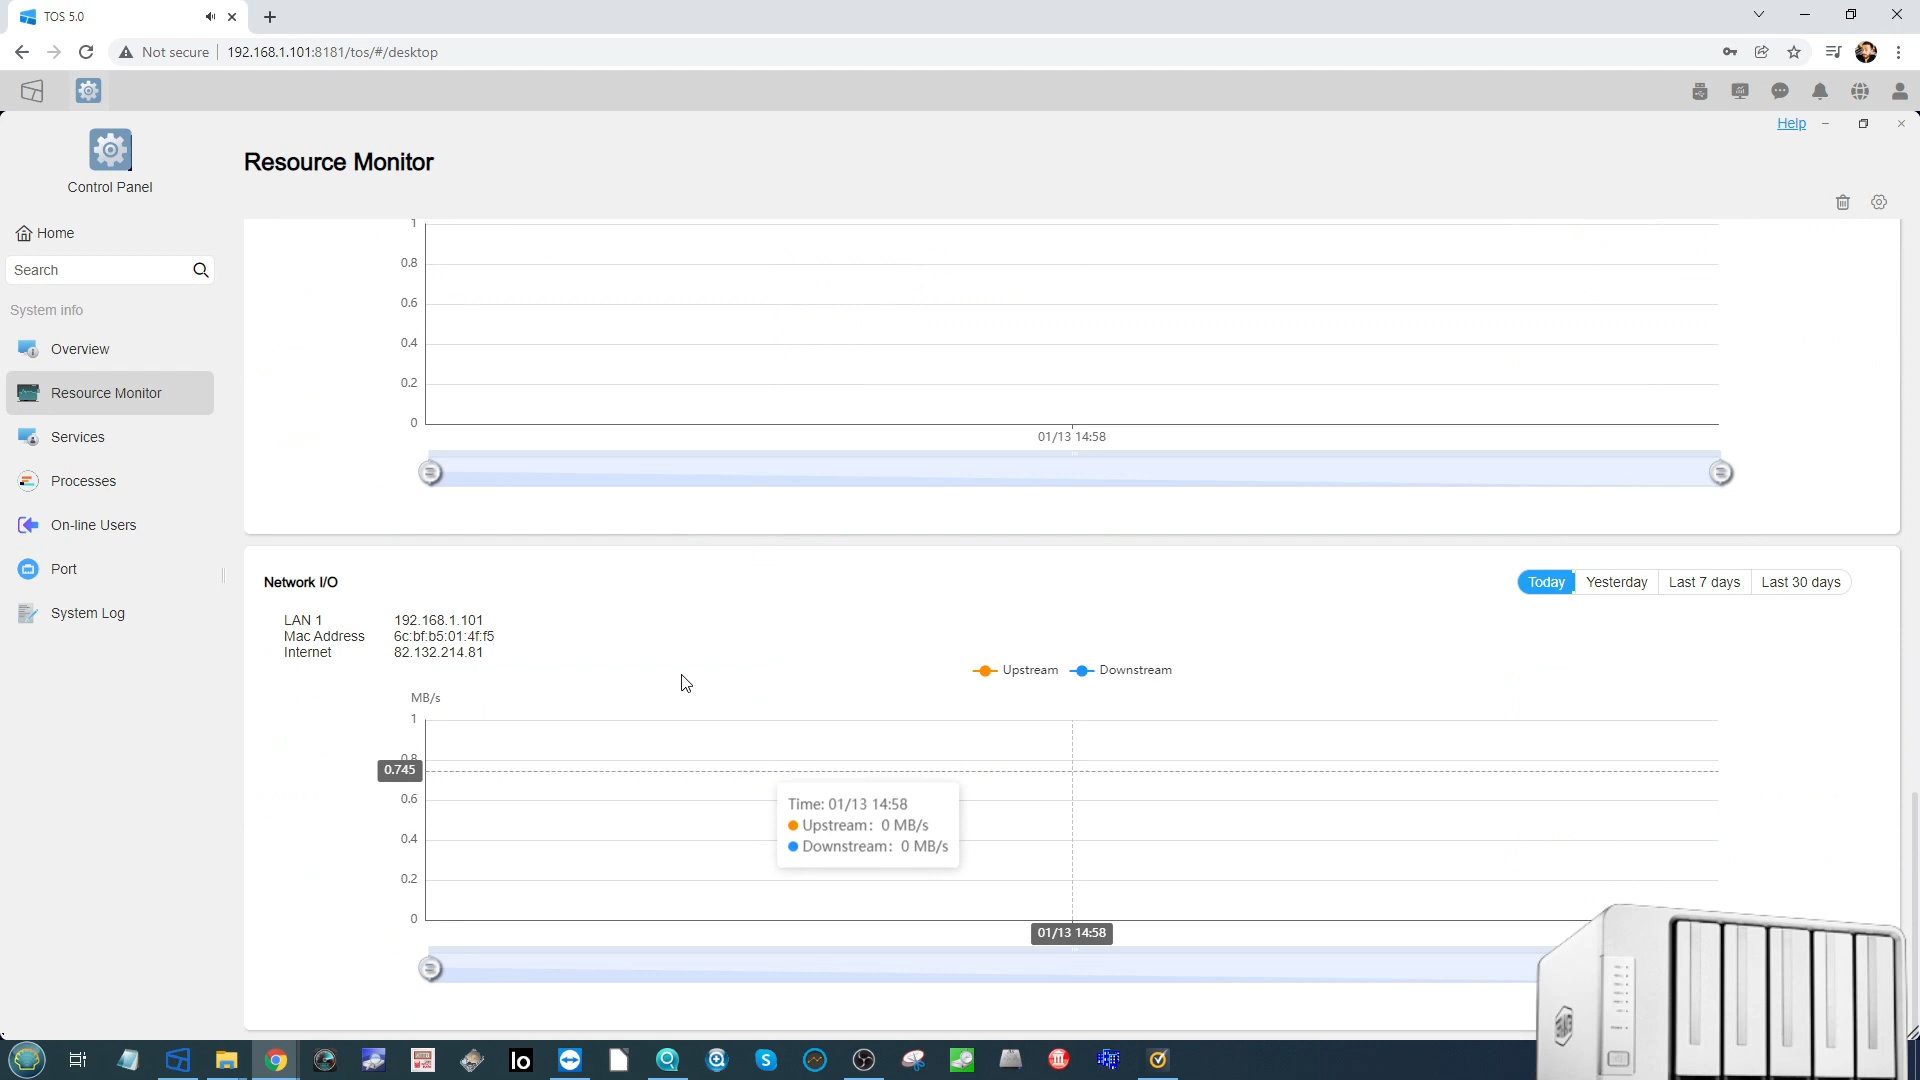 TOS 5.0
Not secure
192.168.1.101:8181/tos/#/desktop
Help
Control Panel
Resource Monitor
Home
Search
System info
Overview
Resource Monitor
Services
Processes
On-line Users
Port
System Log
1
0.8
0.6
0.4
0.2
0
01/13 14:58
Network I/O
Today
Yesterday
Last 7 days
Last 30 days
LAN 1 192.168.1.101
Mac Address 6c:bf:b5:01:4f:f5
Internet 82.132.214.81
Upstream
Downstream
MB/s
1
0.8
0.745
0.6
0.4
0.2
0
Time: 01/13 14:58
Upstream: 0 MB/s
Downstream: 0 MB/s
01/13 14:58
lo